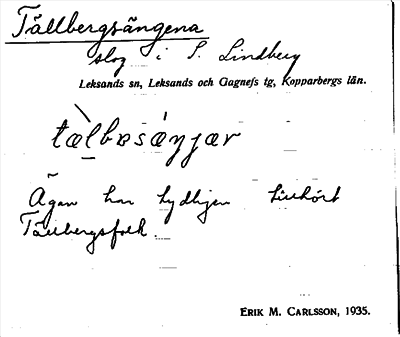 Tällbergsängena
slog i S. Lindberg
Leksands sn, Leksands och Gagnefs tg, Kopparbergs län.
tælbɒsæŋjær
Ägan har tydligen tillhört
Tällbergsfolk.
ERIK M. CARLSSON, 1935.